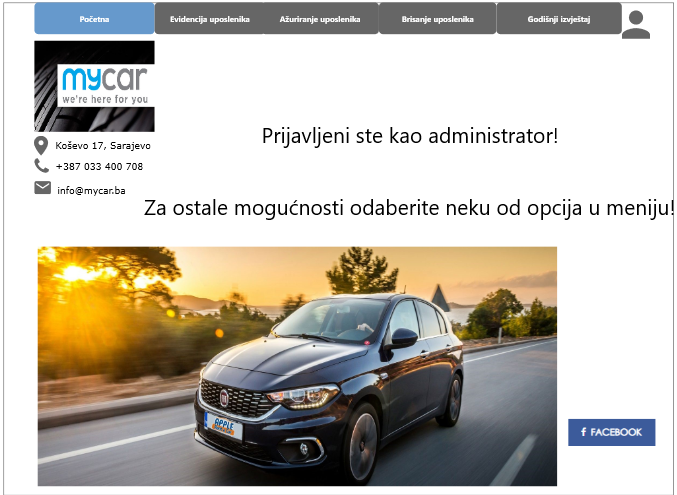 Početna
Evidencija uposlenika
Ažuriranje uposlenika
Brisanje uposlenika
Godišnji izvještaj
mycar
we're here for you
Koševo 17, Sarajevo
+387 033 400 708
info@mycar.ba
Prijavljeni ste kao administrator!
Za ostale mogućnosti odaberite neku od opcija u meniju!
APPLE
f FACEBOOK